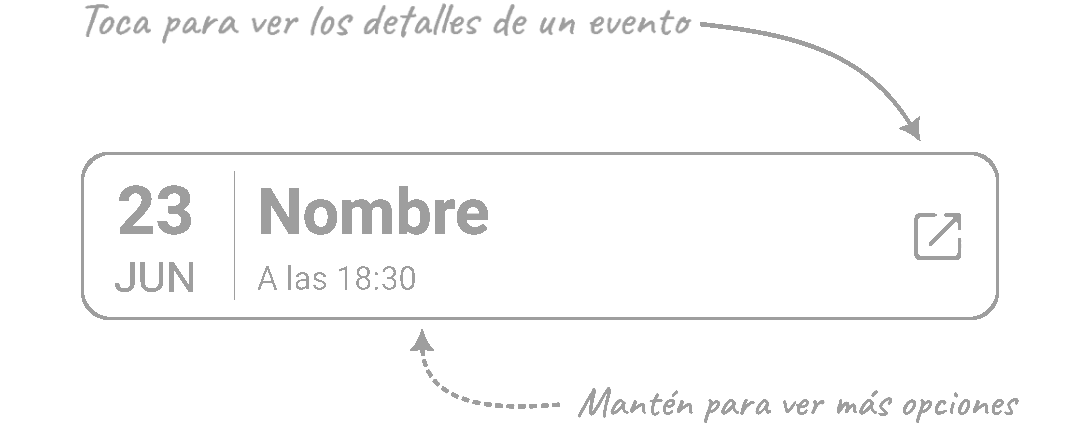 Toca para ver los detalles de un evento
23
JUN
Nombre
A las 18:30
Mantén para ver más opciones